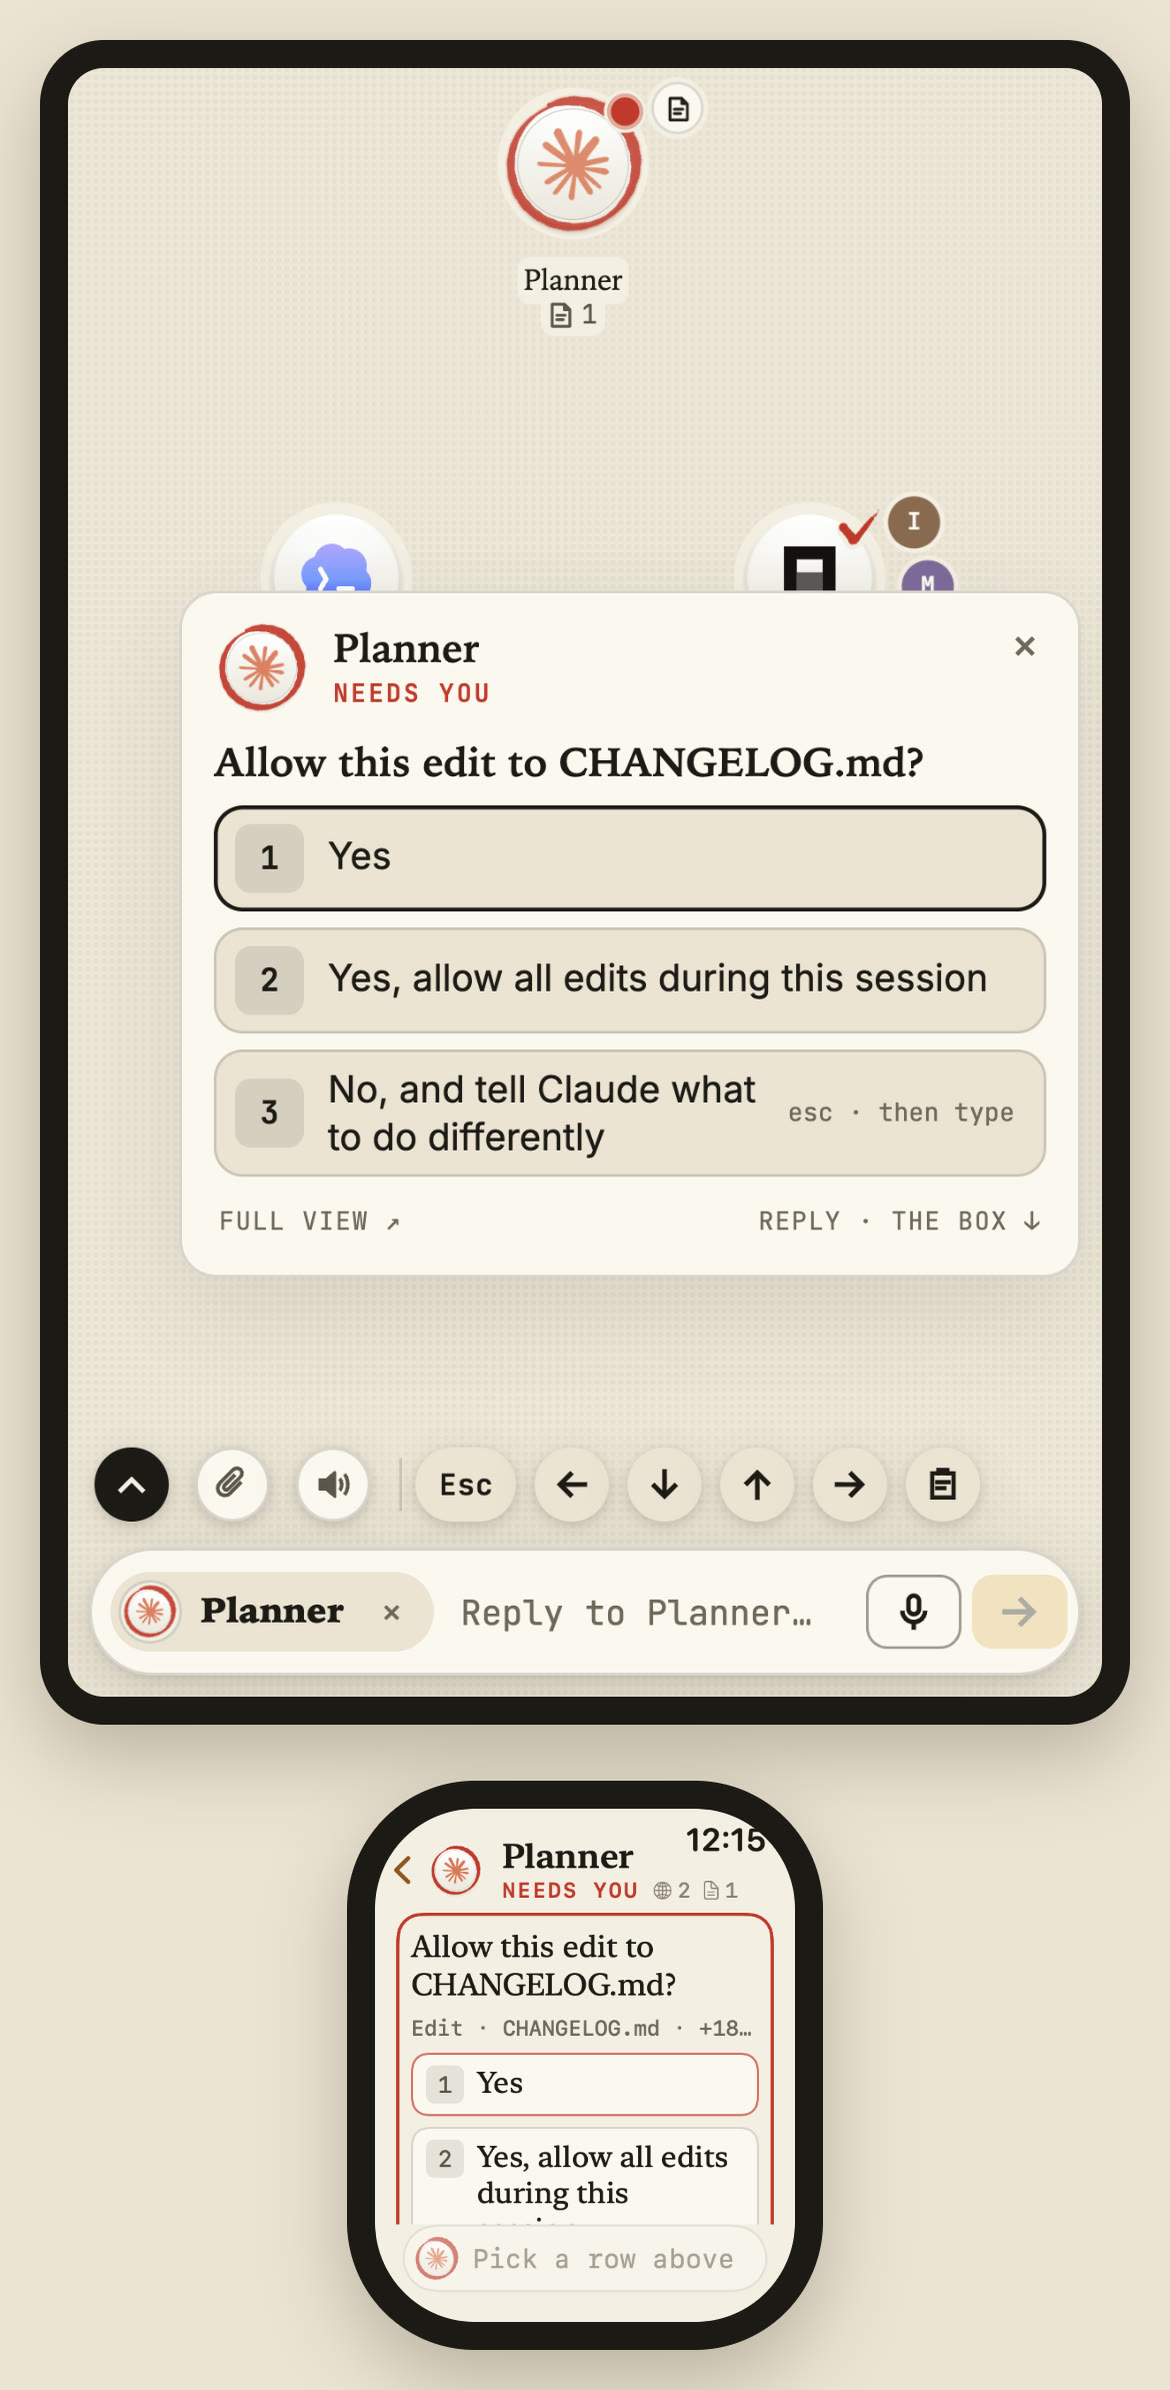 Planner
1
I
M
Planner
NEEDS YOU
×
Allow this edit to CHANGELOG.md?
1 Yes
2 Yes, allow all edits during this session
3 No, and tell Claude what
to do differently
esc · then type
FULL VIEW ↗
REPLY · THE BOX ↓
Esc ← ↓ ↑ →
Planner × Reply to Planner…
12:15
Planner
NEEDS YOU 2 1
Allow this edit to
CHANGELOG.md?
Edit · CHANGELOG.md · +18…
1 Yes
2 Yes, allow all edits
during this
Pick a row above